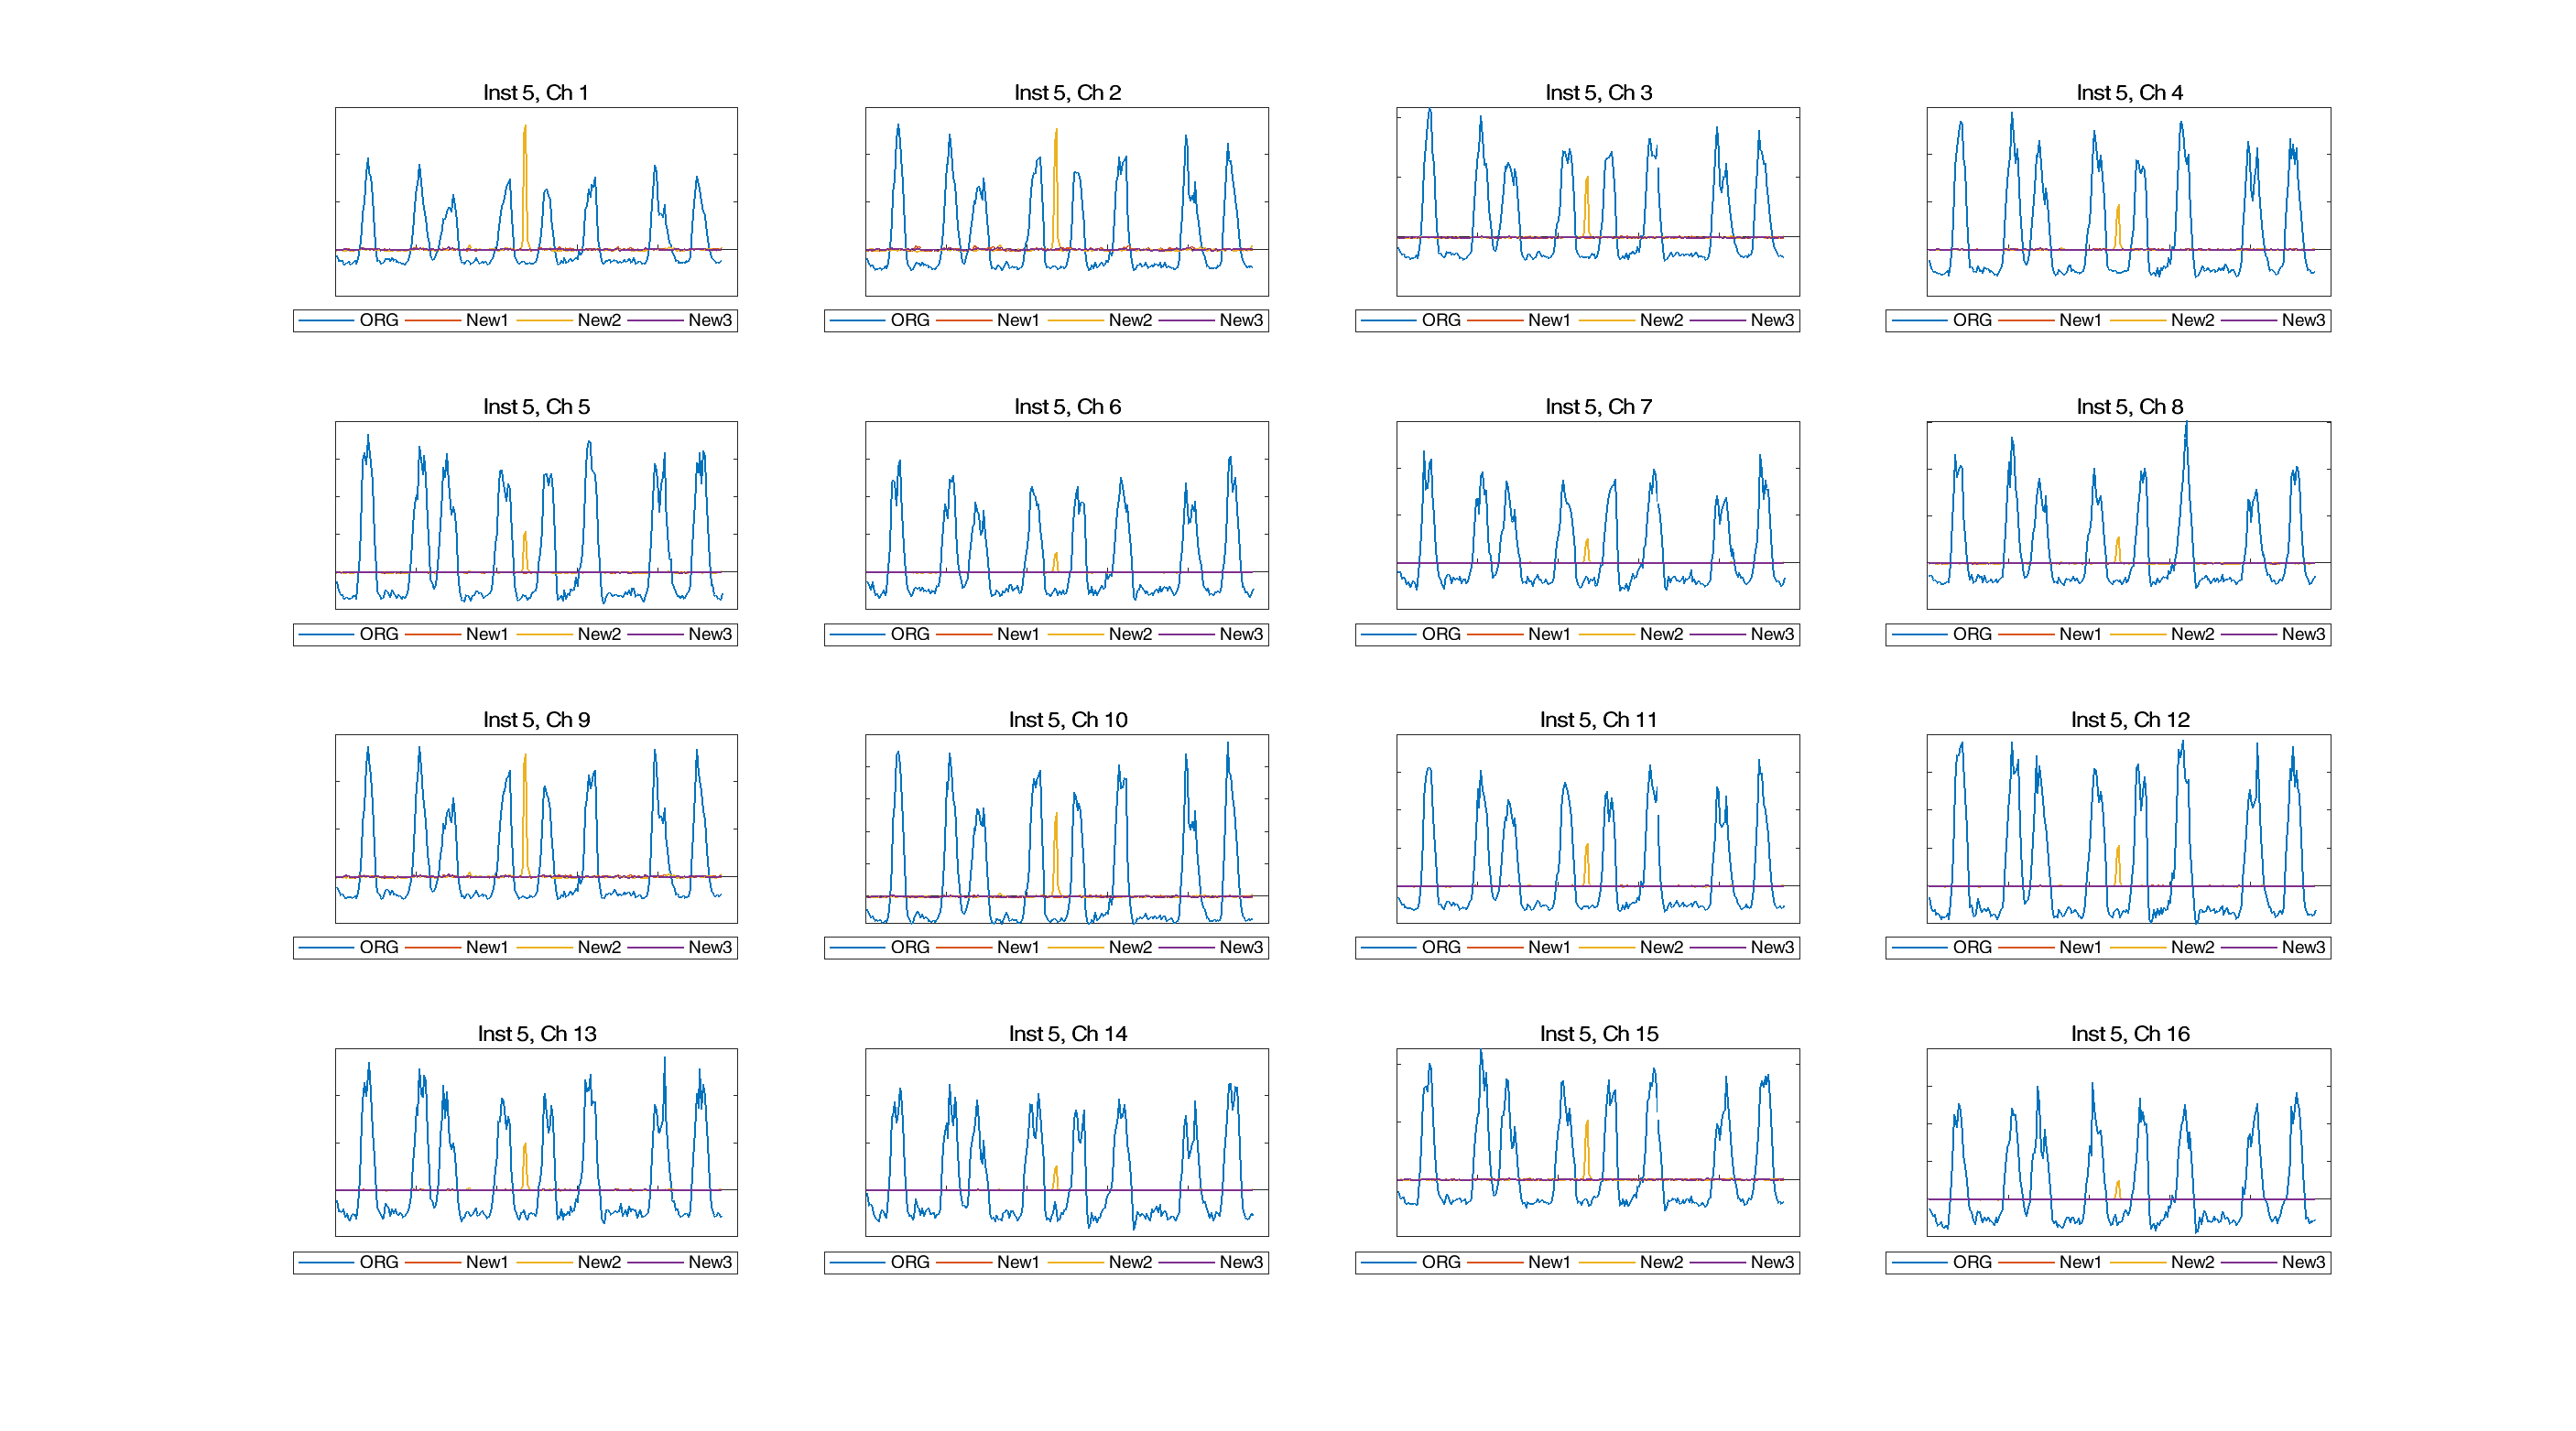 Inst 5, Ch 1
Inst 5, Ch 2
Inst 5, Ch 3
Inst 5, Ch 4
ORG New1 New2 New3
ORG New1 New2 New3
ORG New1 New2 New3
ORG New1 New2 New3
Inst 5, Ch 5
Inst 5, Ch 6
Inst 5, Ch 7
Inst 5, Ch 8
ORG New1 New2 New3
ORG New1 New2 New3
ORG New1 New2 New3
ORG New1 New2 New3
Inst 5, Ch 9
Inst 5, Ch 10
Inst 5, Ch 11
Inst 5, Ch 12
ORG New1 New2 New3
ORG New1 New2 New3
ORG New1 New2 New3
ORG New1 New2 New3
Inst 5, Ch 13
Inst 5, Ch 14
Inst 5, Ch 15
Inst 5, Ch 16
ORG New1 New2 New3
ORG New1 New2 New3
ORG New1 New2 New3
ORG New1 New2 New3